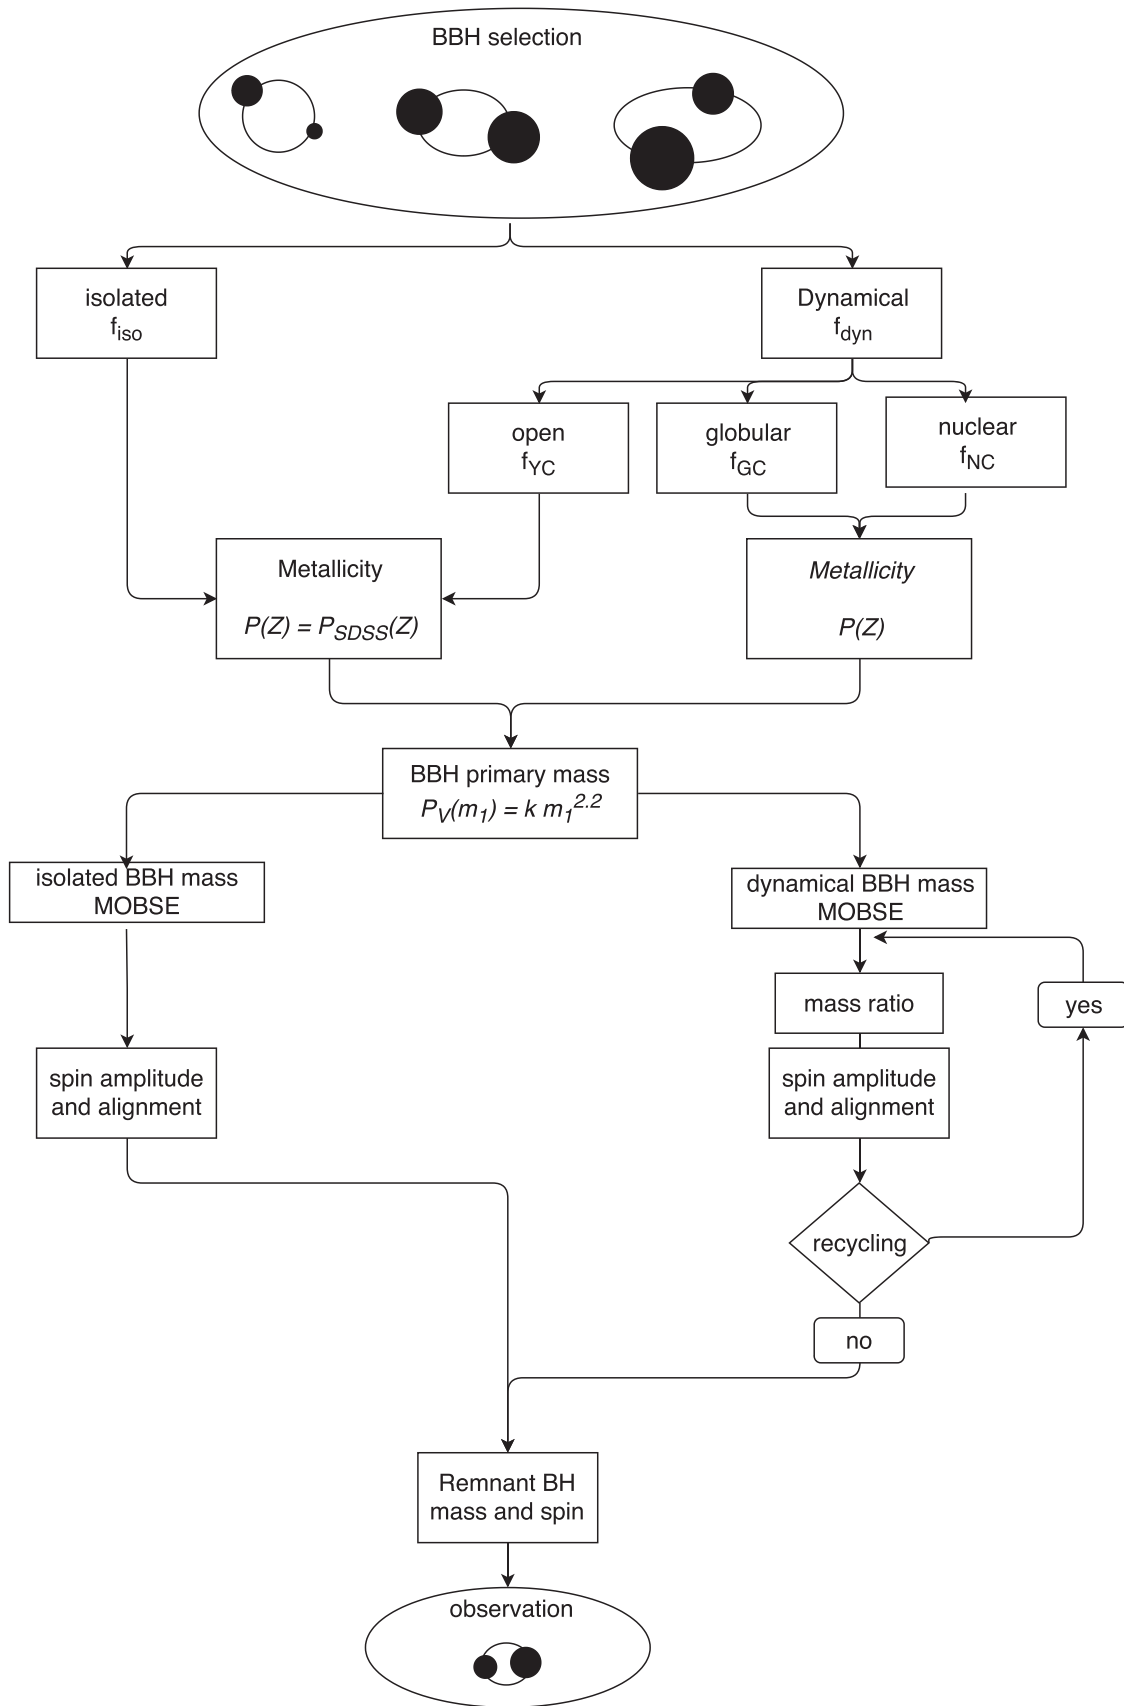 BBH selection
isolated
f_iso
Dynamical
f_dyn
open
f_YC
globular
f_GC
nuclear
f_NC
Metallicity
P(Z) = P_SDSS(Z)
Metallicity
P(Z)
BBH primary mass
P_V(m_1) = k m_1^2.2
isolated BBH mass
MOBSE
dynamical BBH mass
MOBSE
mass ratio
yes
spin amplitude
and alignment
spin amplitude
and alignment
recycling
no
Remnant BH
mass and spin
observation